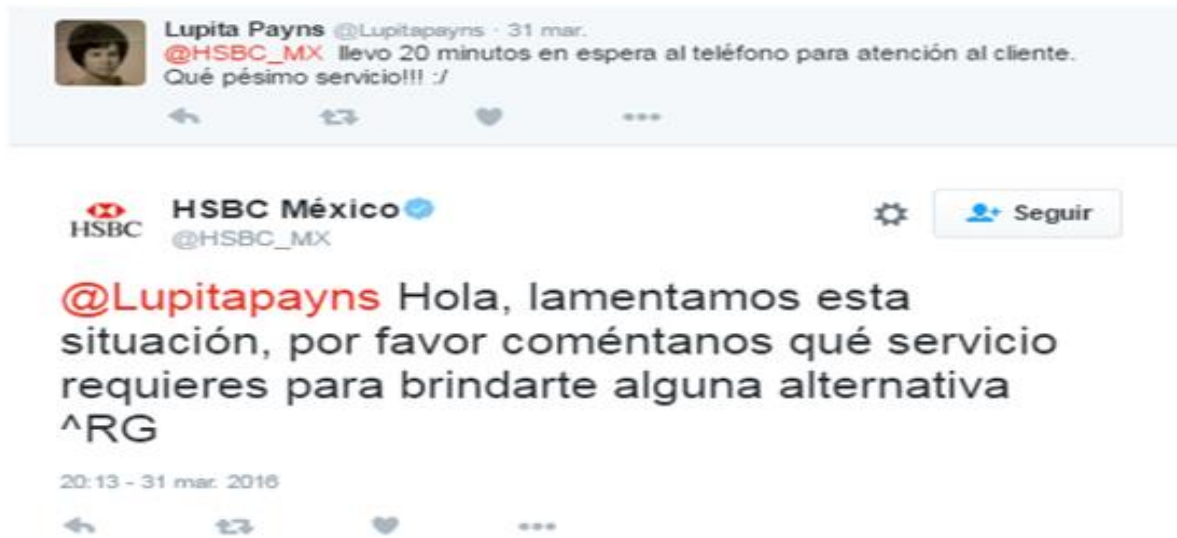 Lupita Payns @Lupitapayns · 31 mar.
@HSBC_MX llevo 20 minutos en espera al teléfono para atención al cliente.
Qué pésimo servicio!!! :/
HSBC
HSBC México
@HSBC_MX
Seguir
@Lupitapayns Hola, lamentamos esta
situación, por favor coméntanos qué servicio
requieres para brindarte alguna alternativa
^RG
20:13 - 31 mar. 2016